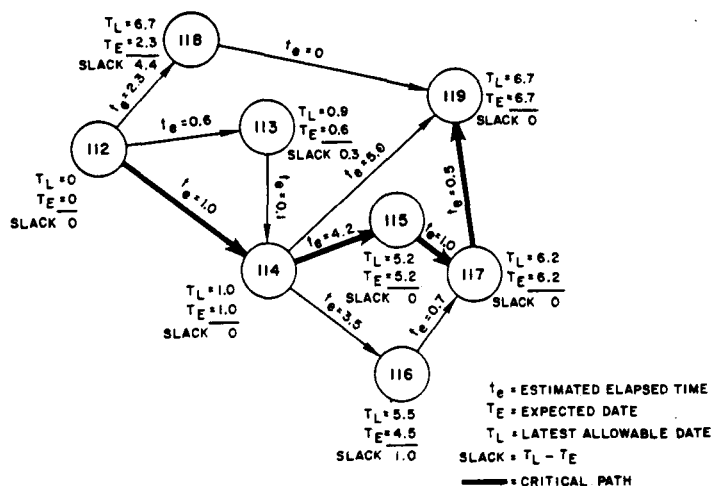 T_L = 6.7
T_E = 2.3
SLACK 4.4
118
t_e = 0
t_e = 2.3
T_L = 6.7
T_E = 6.7
SLACK 0
119
t_e = 0.6
113
T_L = 0.9
T_E = 0.6
SLACK 0.3
112
T_L = 0
T_E = 0
SLACK 0
t_e = 1.0
t_e = 0.1
t_e = 5.0
t_e = 0.5
t_e = 4.2
115
t_e = 1.0
T_L = 5.2
T_E = 5.2
SLACK 0
114
T_L = 1.0
T_E = 1.0
SLACK 0
117
T_L = 6.2
T_E = 6.2
SLACK 0
t_e = 3.5
t_e = 0.7
116
T_L = 5.5
T_E = 4.5
SLACK 1.0
t_e = ESTIMATED ELAPSED TIME
T_E = EXPECTED DATE
T_L = LATEST ALLOWABLE DATE
SLACK = T_L - T_E
= CRITICAL PATH